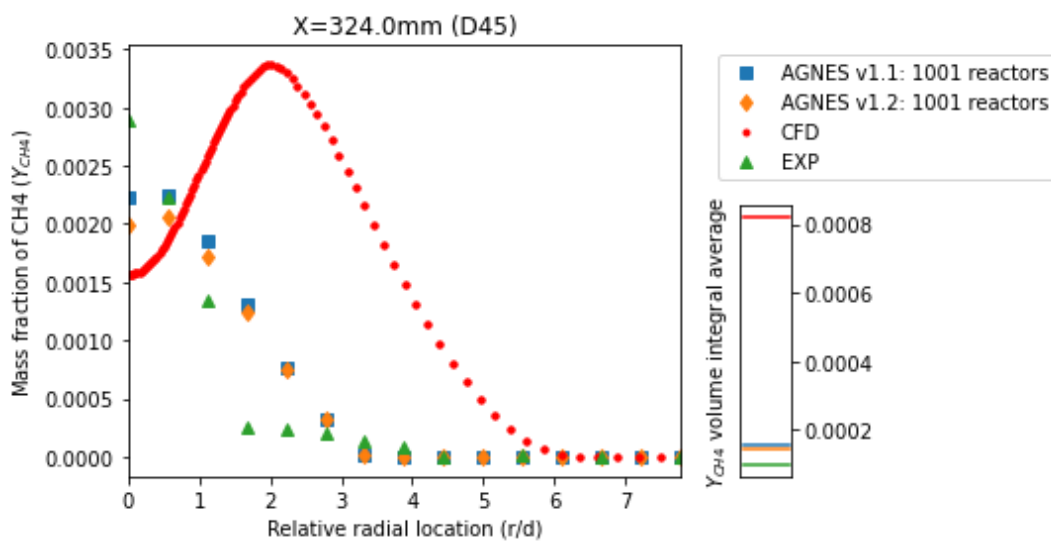 X=324.0mm (D45)
Mass fraction of CH4 (Y_CH4)
0.0035
0.0030
0.0025
0.0020
0.0015
0.0010
0.0005
0.0000
0 1 2 3 4 5 6 7
Relative radial location (r/d)
AGNES v1.1: 1001 reactors
AGNES v1.2: 1001 reactors
CFD
EXP
Y_CH4 volume integral average
0.0008
0.0006
0.0004
0.0002